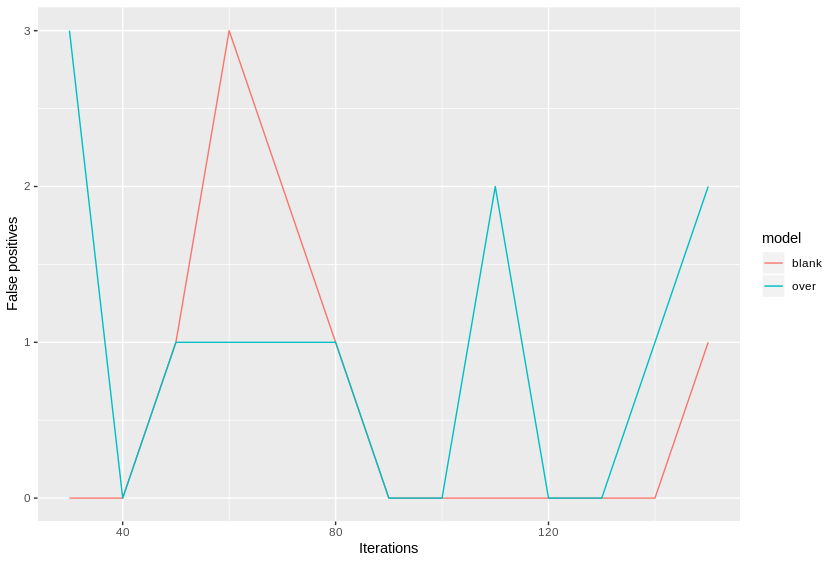 3
2
1
0
40
80
120
Iterations
False positives
model
blank
over